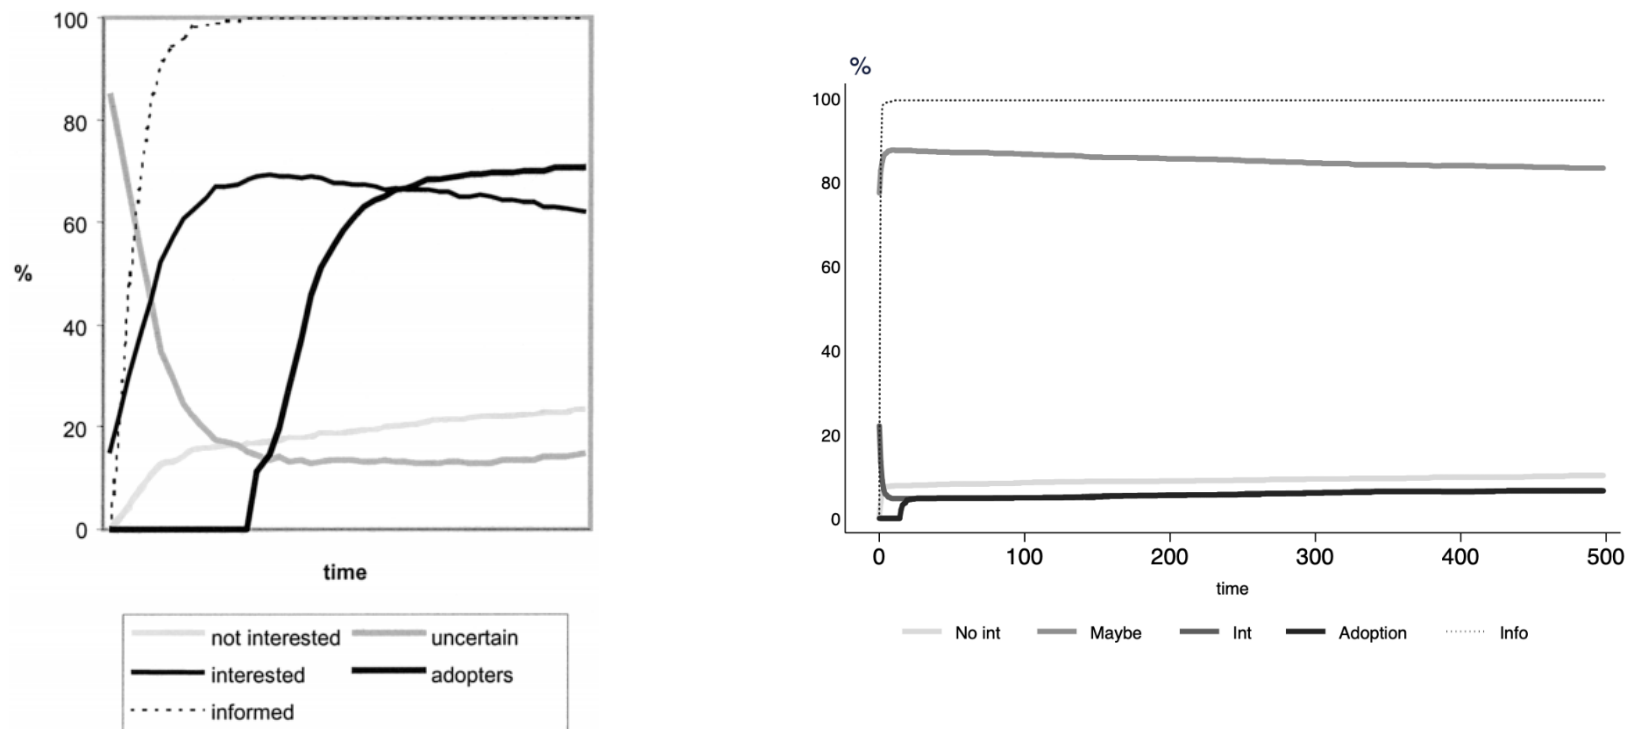 100
80
60
%
40
20
0
time
not interested uncertain
interested adopters
informed
%
100
80
60
40
20
0
0 100 200 300 400 500
time
No int Maybe Int Adoption Info